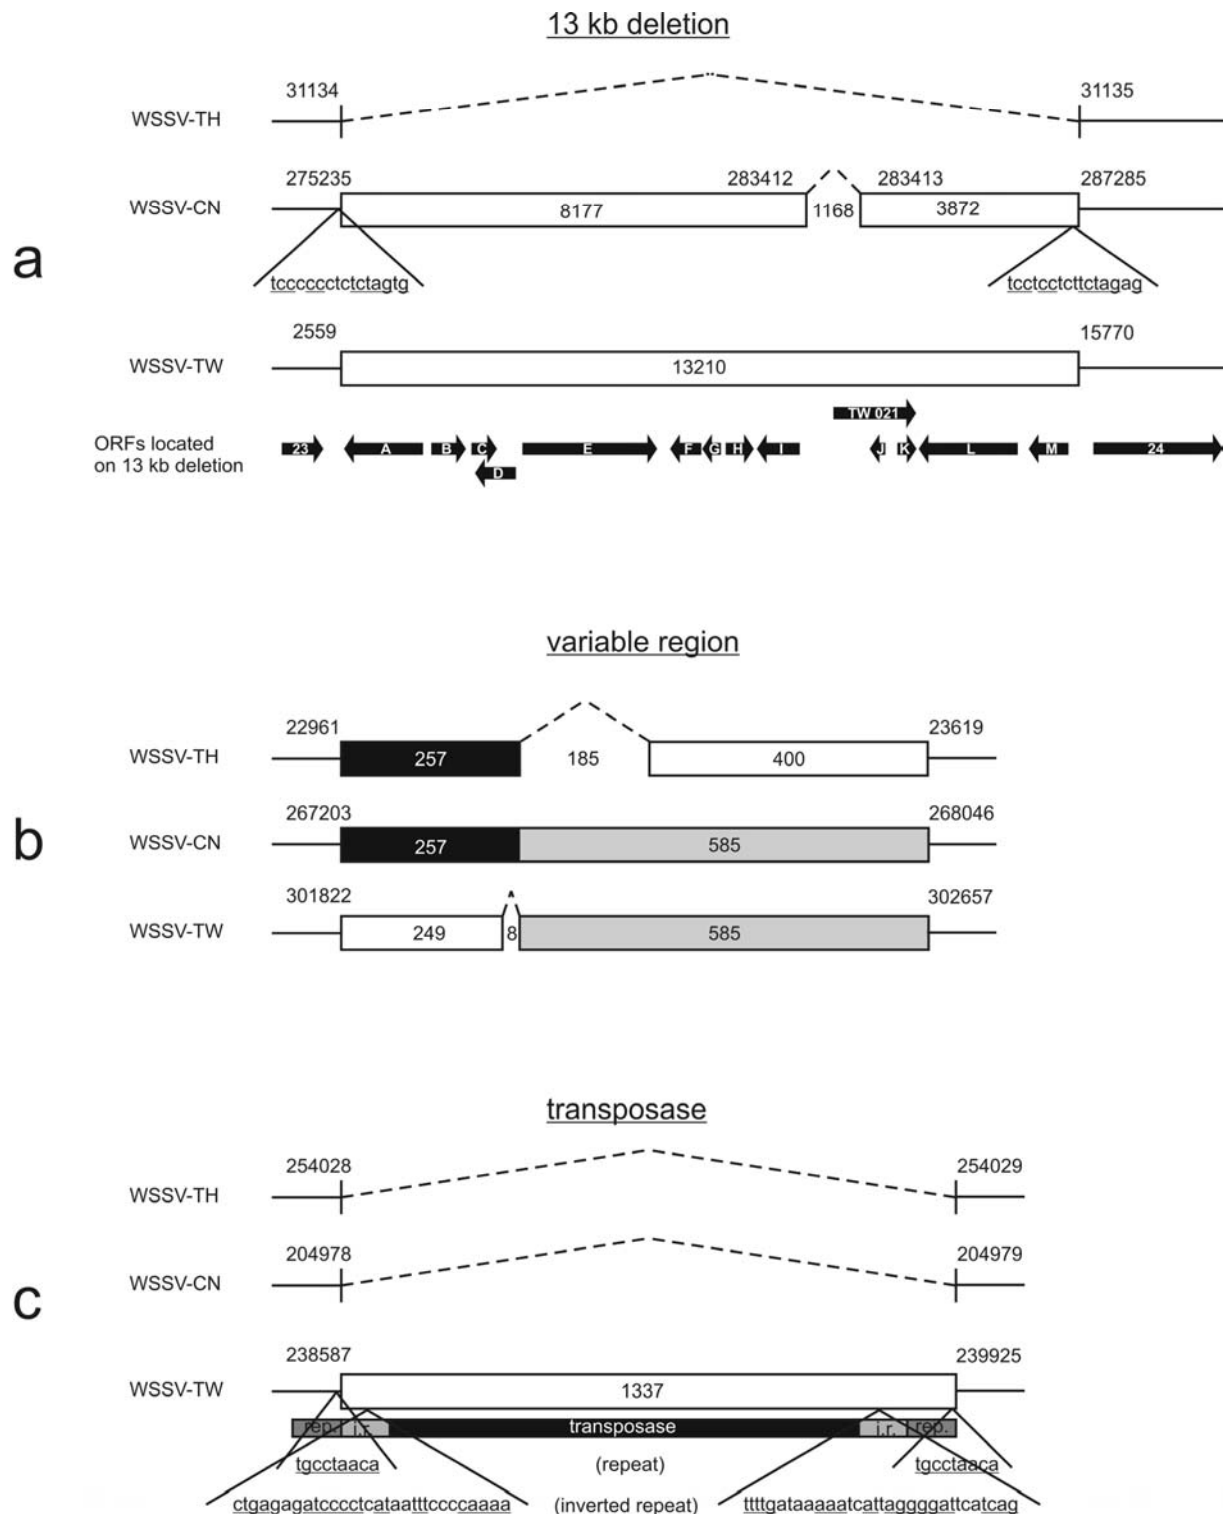 13 kb deletion
31134 31135
WSSV-TH
275235 283412 283413 287285
WSSV-CN 8177 1168 3872
a
tcccccctctctagtg tcctcctcttctagag
2559 15770
WSSV-TW 13210
TW 021
ORFs located
on 13 kb deletion
23 A B C E F G H I J K L M 24
D
variable region
22961 23619
WSSV-TH 257 185 400
267203 268046
WSSV-CN 257 585
b
301822 302657
WSSV-TW 249 8 585
transposase
254028 254029
WSSV-TH
204978 204979
WSSV-CN
c
238587 239925
WSSV-TW 1337
rep. i.r. transposase i.r. rep.
tgcctaaca (repeat) tgcctaaca
ctgagagatcccctcataatttccccaaaa (inverted repeat) ttttgataaaaatcattaggggattcatcag